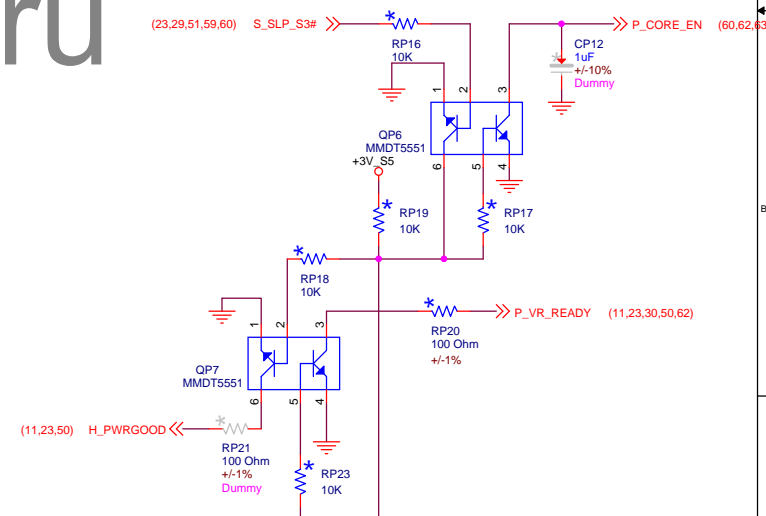 ru
(23,29,51,59,60) S_SLP_S3#
RP16
10K
P_CORE_EN (60,62,63
CP12
1uF
+/-10%
Dummy
1
2
3
QP6
MMDT5551
6
5
4
+3V_S5
RP19
10K
RP17
10K
B
RP18
10K
P_VR_READY (11,23,30,50,62)
1
2
3
RP20
100 Ohm
+/-1%
QP7
MMDT5551
6
5
4
(11,23,50) H_PWRGOOD
RP21
100 Ohm
+/-1%
Dummy
RP23
10K